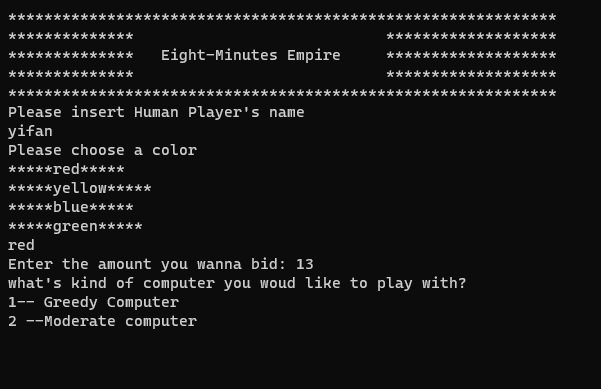 *************************************************************
**************                            *******************
**************   Eight-Minutes Empire     *******************
**************                            *******************
*************************************************************
Please insert Human Player's name
yifan
Please choose a color
*****red*****
*****yellow*****
*****blue*****
*****green*****
red
Enter the amount you wanna bid: 13
what's kind of computer you woud like to play with?
1-- Greedy Computer
2 --Moderate computer